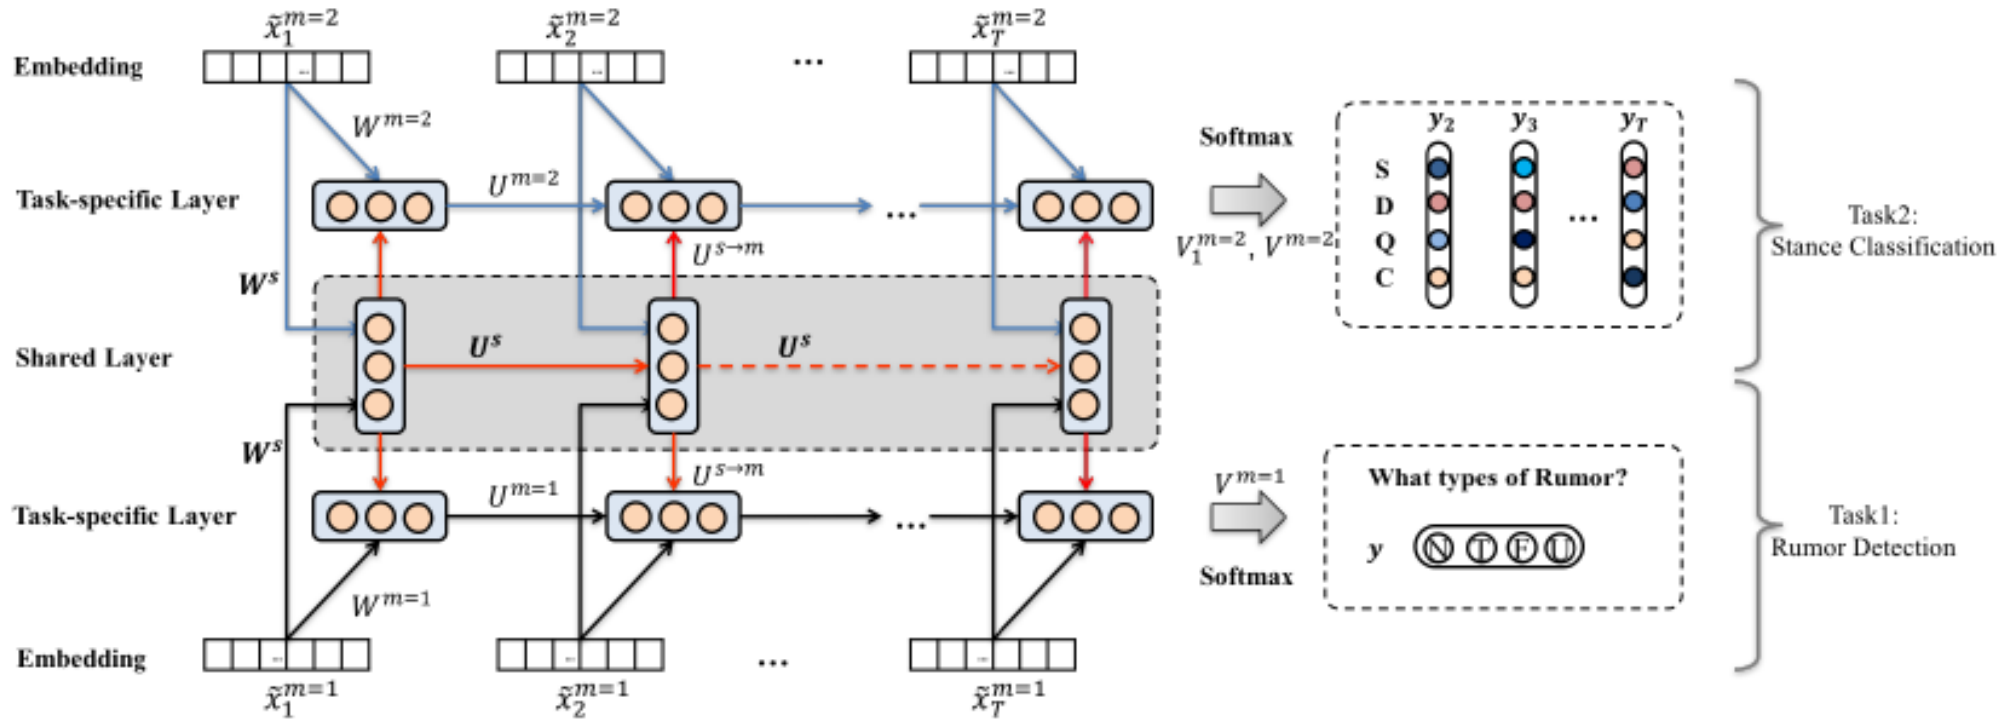 x̃₁^{m=2} x̃₂^{m=2} x̃_T^{m=2}
Embedding ... ... ... ...
W^{m=2}
Softmax
y₂ y₃ y_T
S
D
Q
C
...
Task-specific Layer U^{m=2} ...
U^{s→m}
V₁^{m=2}, V^{m=2}
Task2:
Stance Classification
W^s
Shared Layer U^s U^s
W^s
U^{s→m}
Task-specific Layer U^{m=1} ...
V^{m=1}
Softmax
What types of Rumor?
y N T F U
Task1:
Rumor Detection
W^{m=1}
Embedding ... ... ... ...
x̃₁^{m=1} x̃₂^{m=1} x̃_T^{m=1}